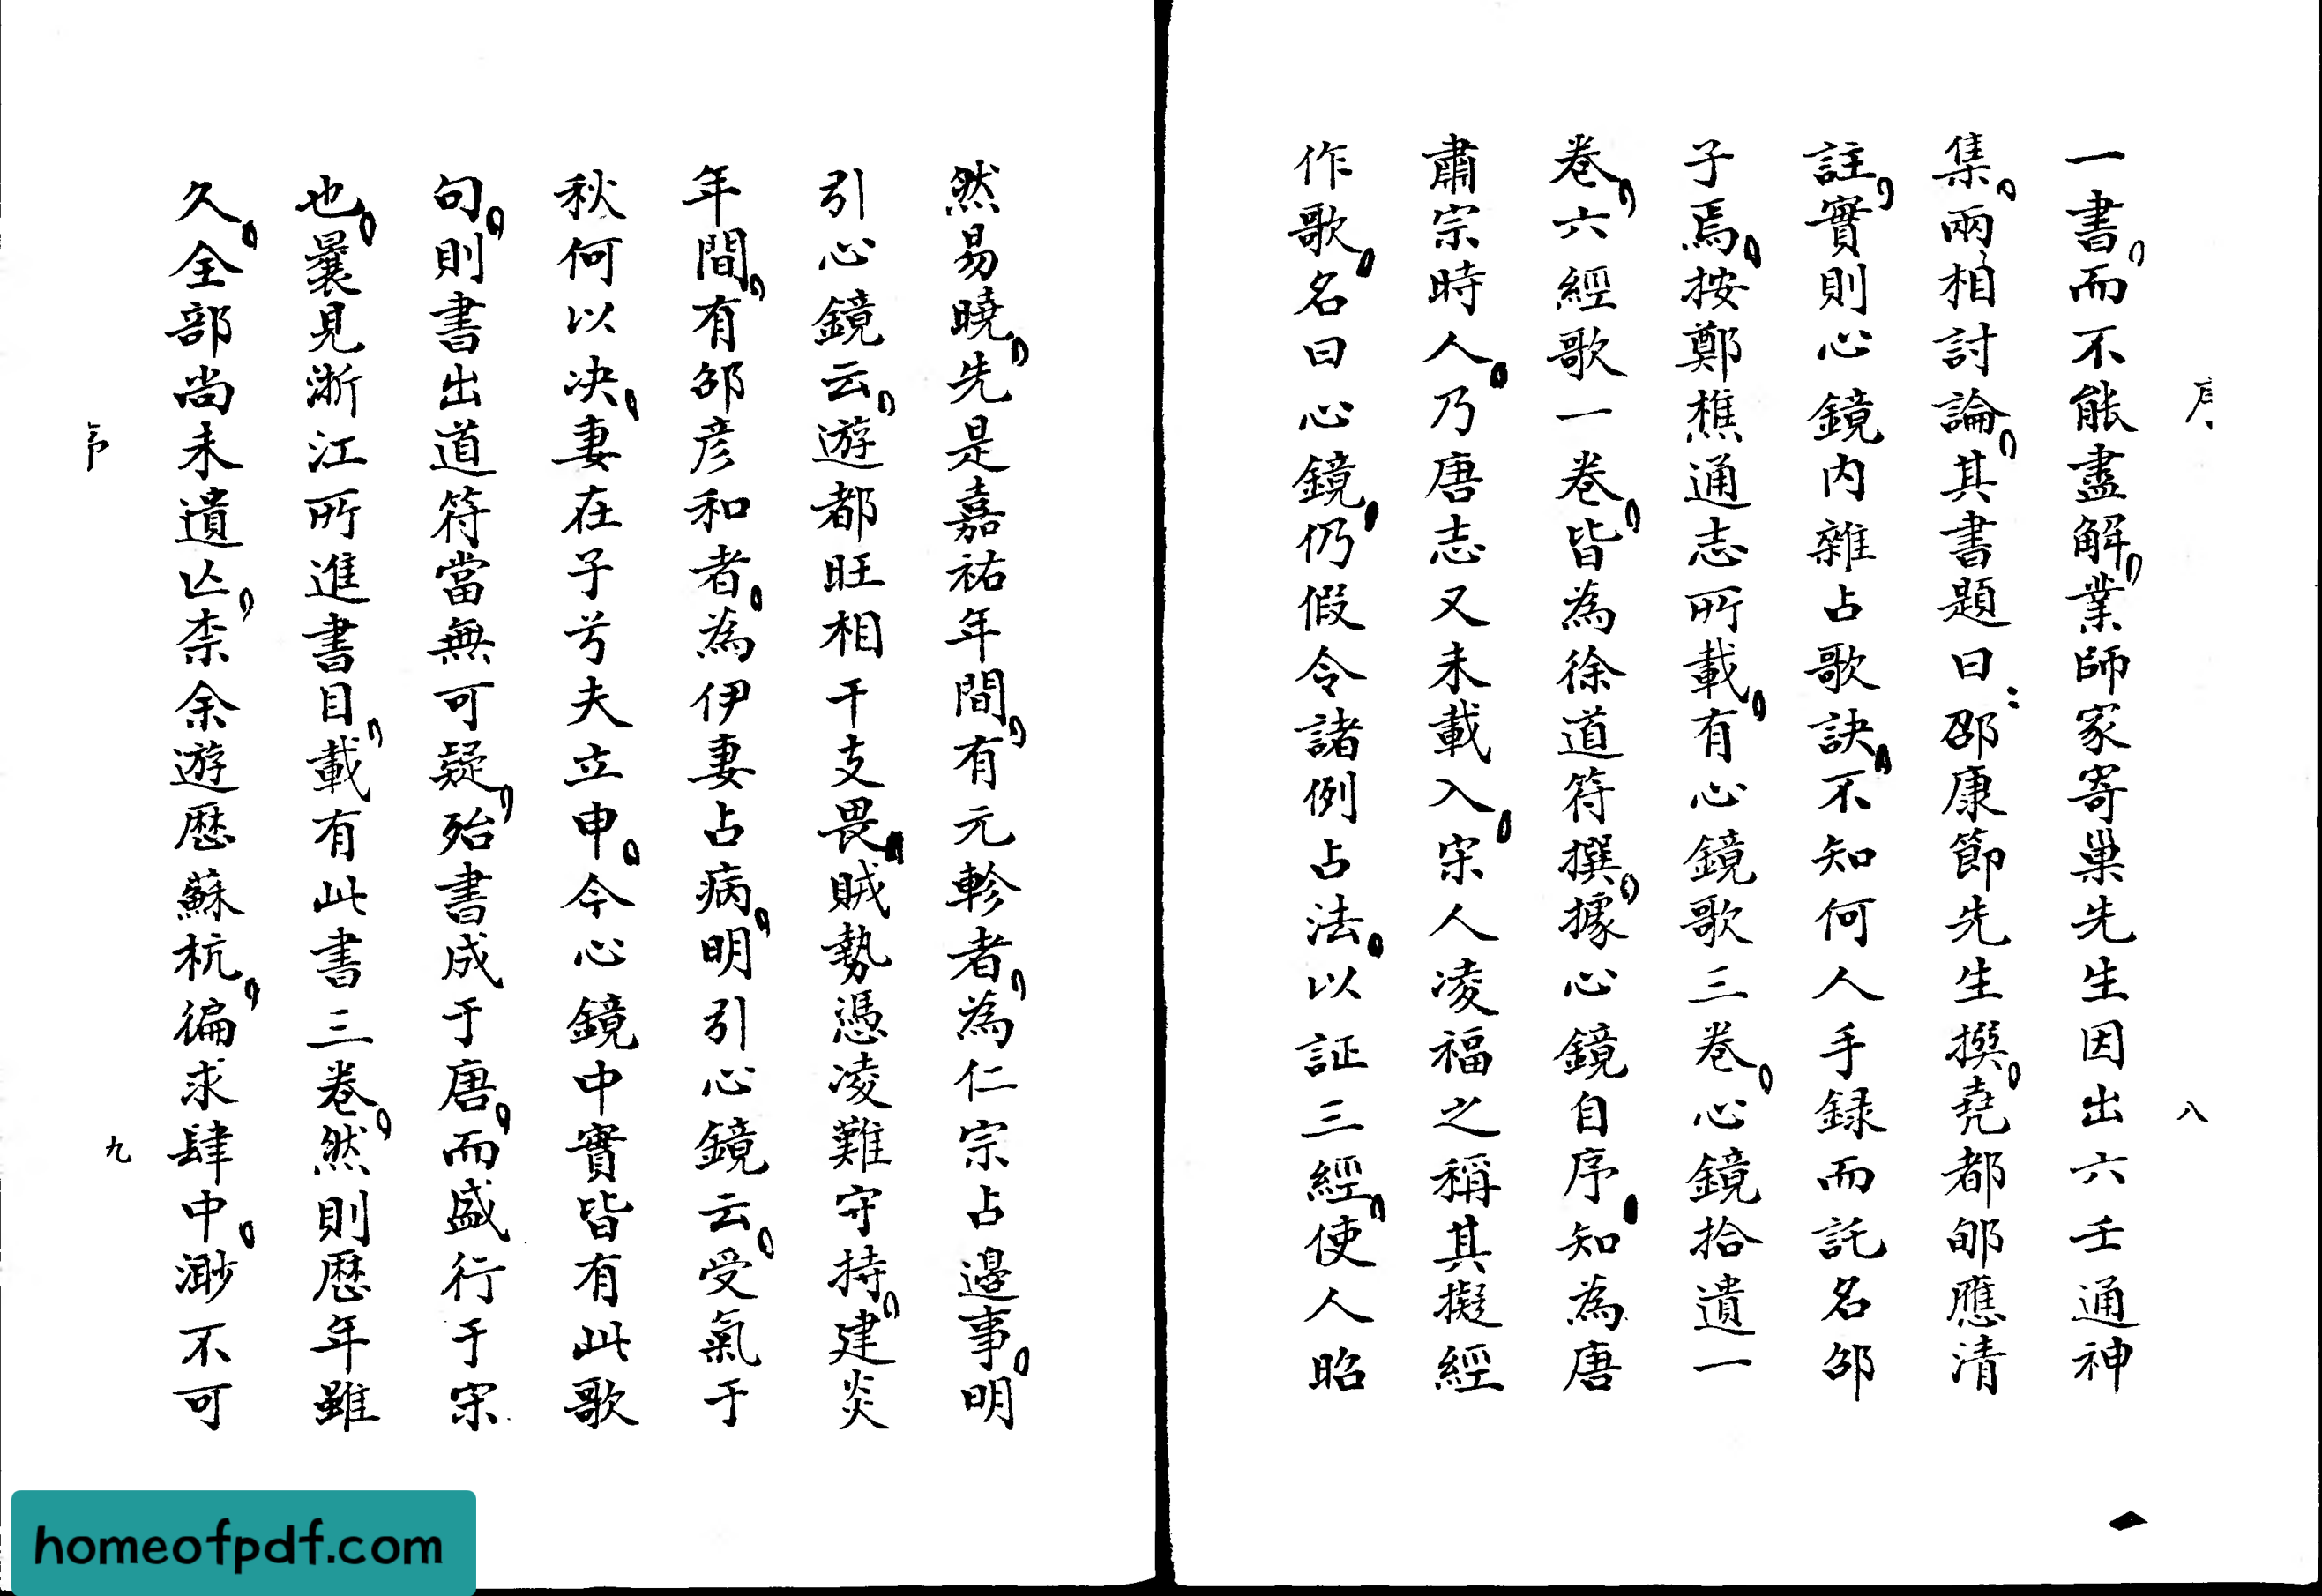 序
八
一書，而不能盡解，業師家寄巢先生因出六壬通神
集，兩相討論，其書題曰：邵康節先生撰，堯都郇應清
註，實則心鏡內雜占歌訣，不知何人手録而託名邵
子焉，按鄭樵通志所載，有心鏡歌三卷，心鏡拾遺一
卷，六經歌一卷，皆為徐道符撰，據心鏡自序，知為唐
肅宗時人，乃唐志又未載入，宋人凌福之稱其擬經
作歌，名曰心鏡，仍假令諸例占法，以証三經，使人昭
然易曉，先是嘉祐年間，有元軫者，為仁宗占邊事，明
引心鏡云，遊都旺相干支畏，賊勢憑凌難守持，建炎
年間，有邵彦和者，為伊妻占病，明引心鏡云，受氣于
秋何以决，妻在子兮夫立申，今心鏡中實皆有此歌
句，則書出道符當無可疑，殆書成于唐，而盛行于宋
也，曩見浙江所進書目，載有此書三卷，然則歷年雖
久，全部尚未遺亡，柰余遊歷蘇杭，徧求肆中，渺不可
序
九
homeofpdf.com